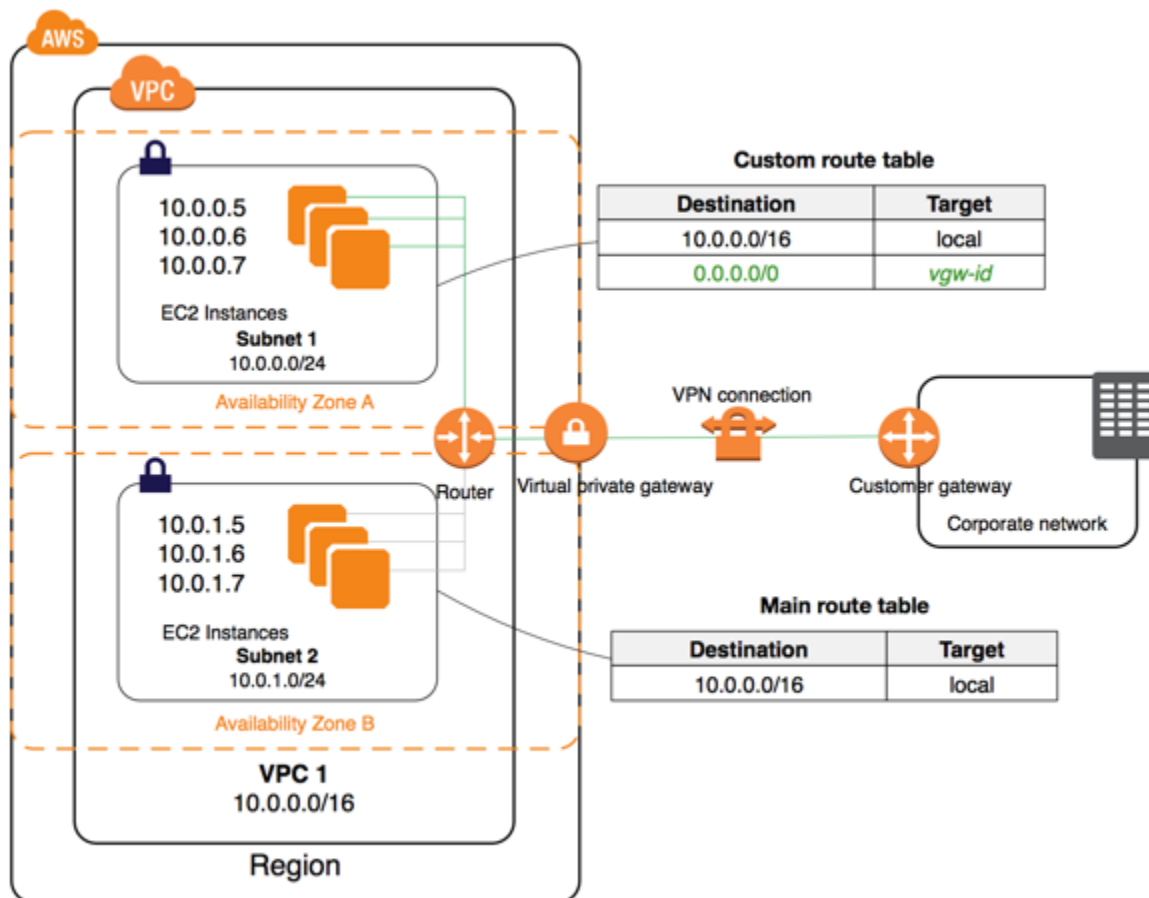 AWS
VPC
10.0.0.5
10.0.0.6
10.0.0.7
EC2 Instances
Subnet 1
10.0.0.0/24
Availability Zone A
Custom route table
Destination Target
10.0.0.0/16 local
0.0.0.0/0 vgw-id
VPN connection
Router
Virtual private gateway
Customer gateway
Corporate network
10.0.1.5
10.0.1.6
10.0.1.7
EC2 Instances
Subnet 2
10.0.1.0/24
Availability Zone B
Main route table
Destination Target
10.0.0.0/16 local
VPC 1
10.0.0.0/16
Region